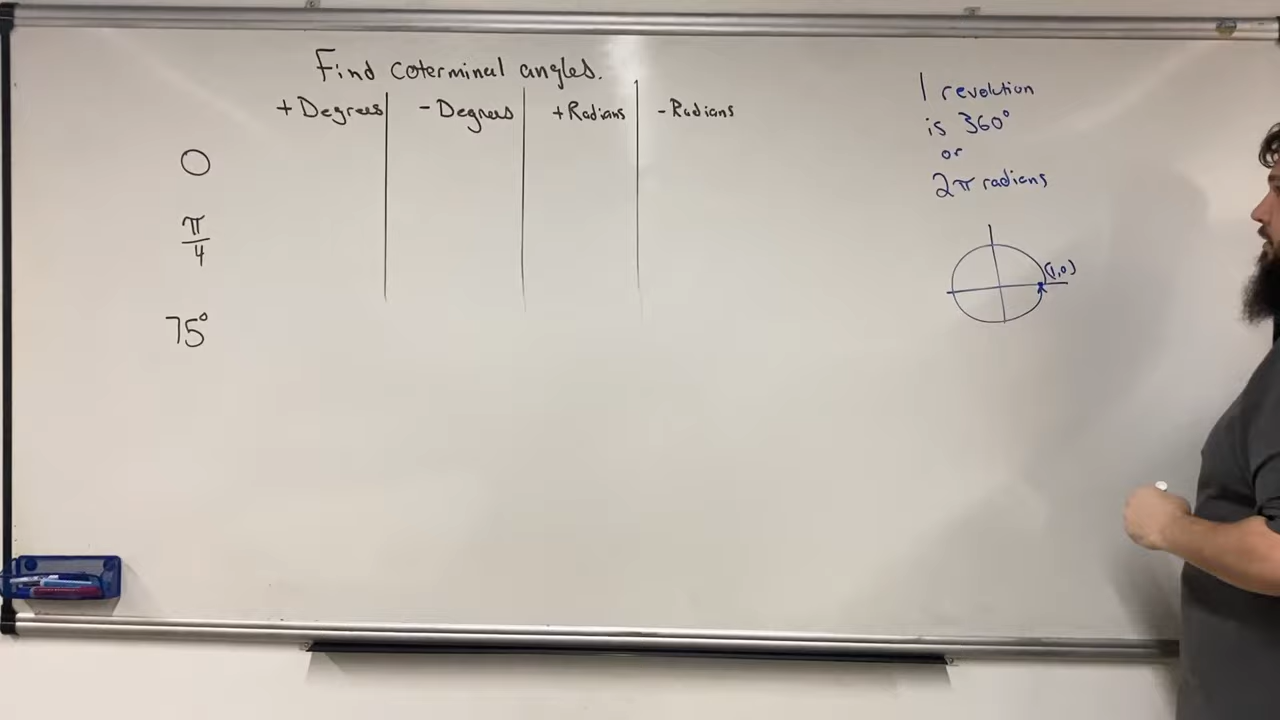 Find coterminal angles.
+ Degrees - Degrees + Radians - Radians
0
π/4
75°
1 revolution
is 360°
or
2π radians
(1,0)